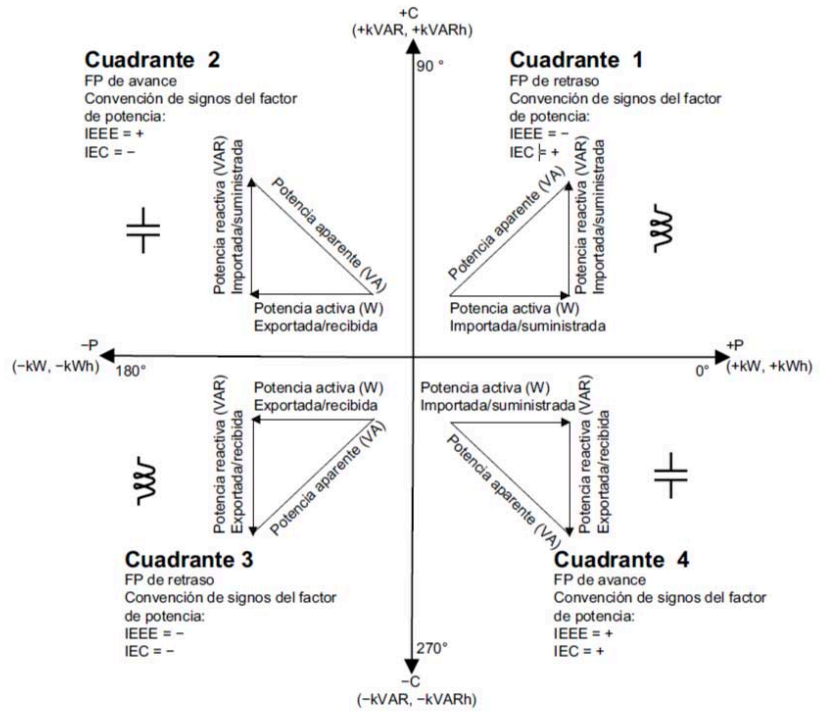 +C
(+kVAR, +kVARh)
90 °
Cuadrante 2
FP de avance
Convención de signos del factor
de potencia:
IEEE = +
IEC = −
Potencia reactiva (VAR)
Importada/suministrada
Potencia aparente (VA)
Potencia activa (W)
Exportada/recibida
Cuadrante 1
FP de retraso
Convención de signos del factor
de potencia:
IEEE = −
IEC = +
Potencia aparente (VA)
Potencia reactiva (VAR)
Importada/suministrada
Potencia activa (W)
Importada/suministrada
−P
(−kW, −kWh)
180°
0°
+P
(+kW, +kWh)
Potencia activa (W)
Exportada/recibida
Potencia reactiva (VAR)
Exportada/recibida
Potencia aparente (VA)
Cuadrante 3
FP de retraso
Convención de signos del factor
de potencia:
IEEE = −
IEC = −
Potencia activa (W)
Importada/suministrada
Potencia aparente (VA)
Potencia reactiva (VAR)
Exportada/recibida
Cuadrante 4
FP de avance
Convención de signos del factor
de potencia:
IEEE = +
IEC = +
270°
−C
(−kVAR, −kVARh)